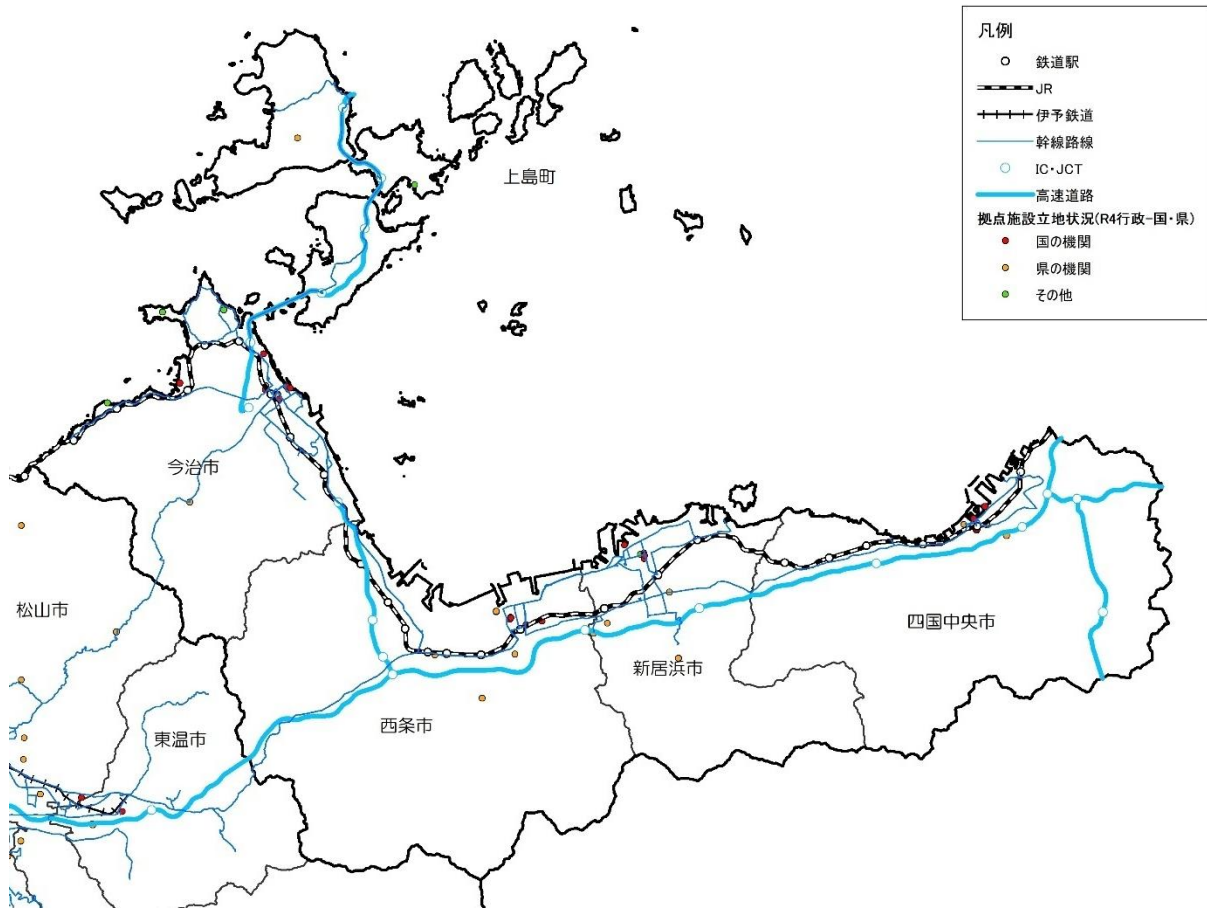 凡例
鉄道駅
JR
伊予鉄道
幹線路線
IC・JCT
高速道路
拠点施設立地状況(R4行政-国・県)
国の機関
県の機関
その他
上島町
今治市
松山市
四国中央市
新居浜市
西条市
東温市